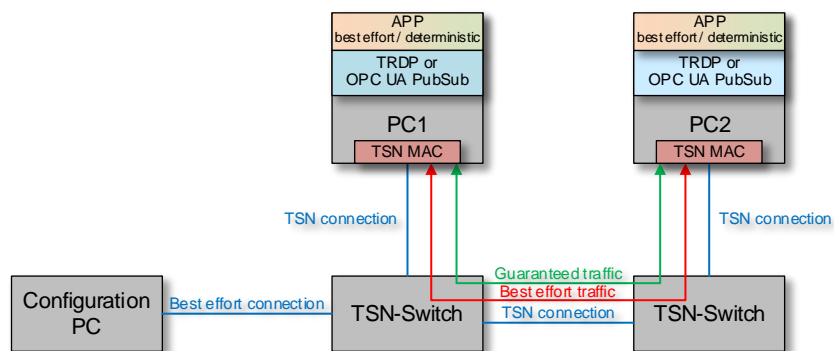 APP
best effort / deterministic
TRDP or
OPC UA PubSub
PC1
TSN MAC
APP
best effort / deterministic
TRDP or
OPC UA PubSub
PC2
TSN MAC
TSN connection
TSN connection
Guaranteed traffic
Best effort traffic
TSN connection
Configuration
PC
Best effort connection
TSN-Switch
TSN-Switch